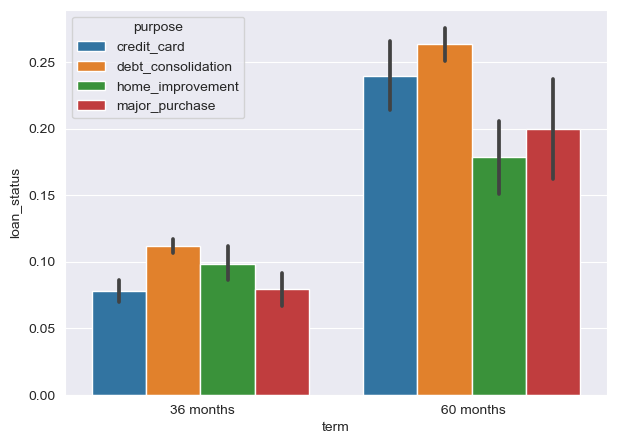 purpose
credit_card
debt_consolidation
home_improvement
major_purchase
loan_status
0.25
0.20
0.15
0.10
0.05
0.00
36 months
60 months
term